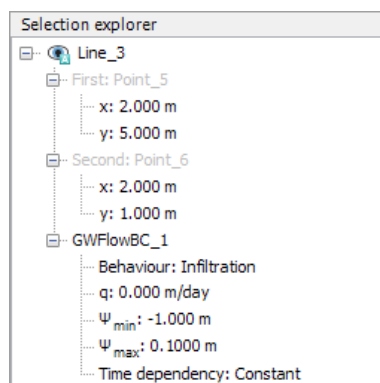 Selection explorer
Line_3
First: Point_5
x: 2.000 m
y: 5.000 m
Second: Point_6
x: 2.000 m
y: 1.000 m
GWFlowBC_1
Behaviour: Infiltration
q: 0.000 m/day
Ψmin: -1.000 m
Ψmax: 0.1000 m
Time dependency: Constant